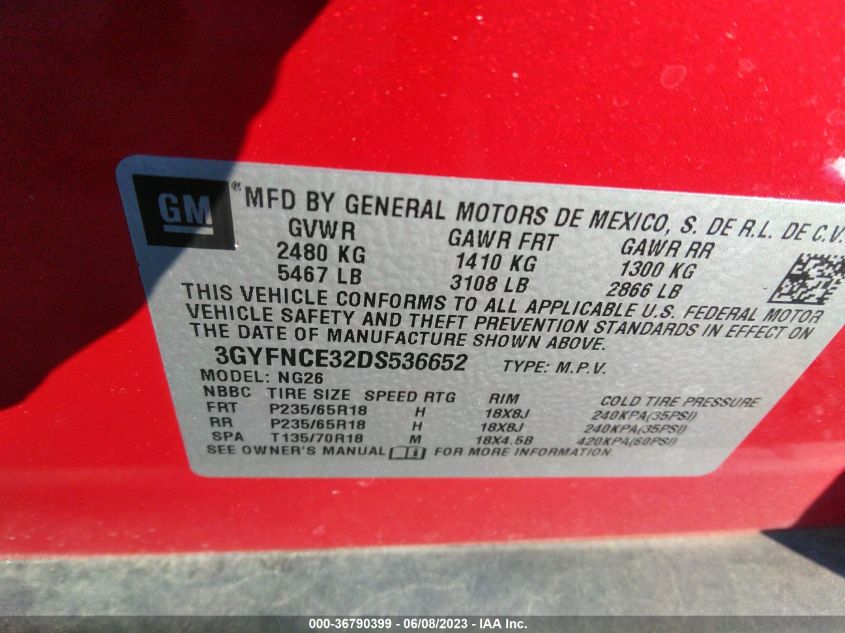 GM ® MFD BY GENERAL MOTORS DE MEXICO, S. DE R.L. DE C.V.
GVWR GAWR FRT GAWR RR
2480 KG 1410 KG 1300 KG
5467 LB 3108 LB 2866 LB
THIS VEHICLE CONFORMS TO ALL APPLICABLE U.S. FEDERAL MOTOR
VEHICLE SAFETY AND THEFT PREVENTION STANDARDS IN EFFECT ON
THE DATE OF MANUFACTURE SHOWN ABOVE.
3GYFNCE32DS536652 TYPE: M.P.V.
MODEL: NG26
NBBC TIRE SIZE SPEED RTG RIM COLD TIRE PRESSURE
FRT P235/65R18 H 18X8J 240KPA(35PSI)
RR P235/65R18 H 18X8J 240KPA(35PSI)
SPA T135/70R18 M 18X4.5B 420KPA(60PSI)
SEE OWNER'S MANUAL FOR MORE INFORMATION.
000-36790399 - 06/08/2023 - IAA Inc.